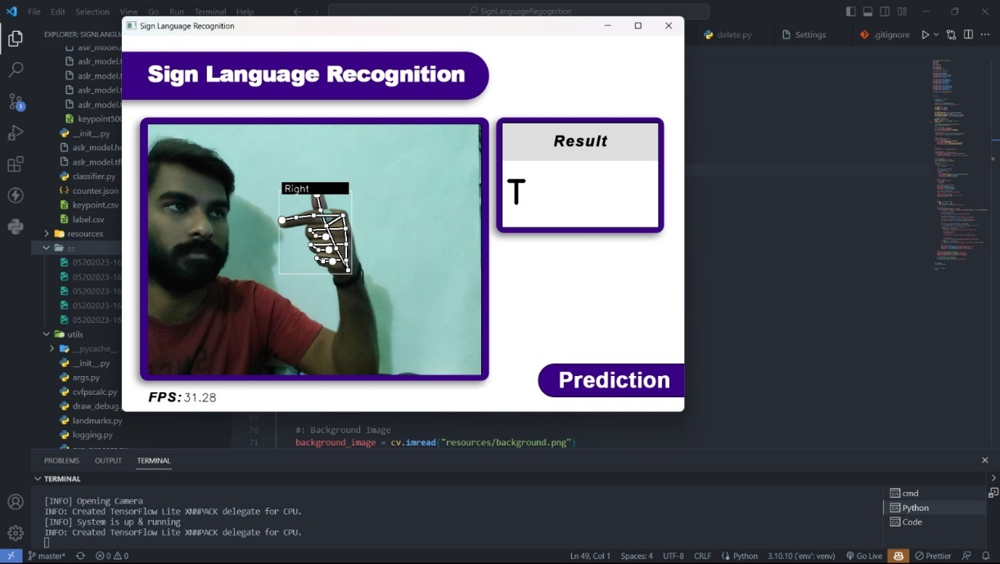 File Edit Selection View Go Run Terminal Help
SignLanguageRegognition
EXPLORER: SIGNLANGU
delete.py
Settings
.gitignore
Sign Language Recognition
Sign Language Recognition
aslr_model.
aslr_model.
aslr_model.
aslr_model.
aslr_model.
keypoint500
__init__.py
aslr_model.h
aslr_model.tfl
classifier.py
counter.json
keypoint.csv
label.csv
resources
ss
05202023-16
05202023-16
05202023-16
05202023-16
05202023-16
utils
__pycache__
__init__.py
args.py
cvfpscalc.py
draw_debug.
landmarks.py
logging.py
Right
Result
T
Prediction
FPS: 31.28
69
70 #: Background Image
71 background_image = cv.imread("resources/background.png")
PROBLEMS OUTPUT TERMINAL
TERMINAL
[INFO] Opening Camera
INFO: Created TensorFlow Lite XNNPACK delegate for CPU.
[INFO] System is up & running
INFO: Created TensorFlow Lite XNNPACK delegate for CPU.
cmd
Python
Code
master* 0 0 Ln 49, Col 1 Spaces: 4 UTF-8 CRLF Python 3.10.10 ('env': venv) Go Live Prettier